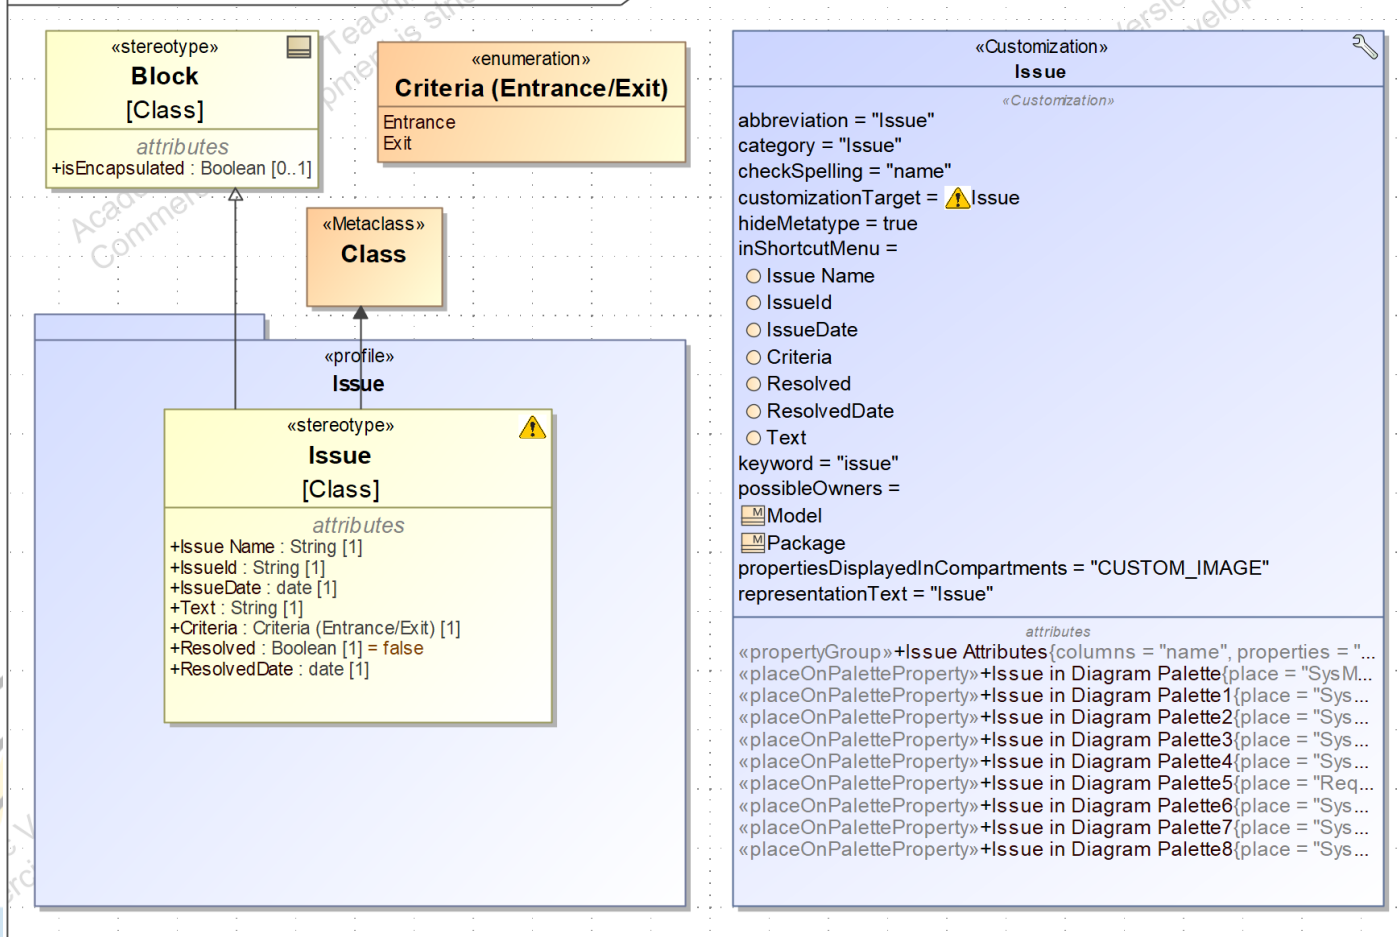 «stereotype»
Block
[Class]
attributes
+isEncapsulated : Boolean [0..1]
«enumeration»
Criteria (Entrance/Exit)
Entrance
Exit
«Metaclass»
Class
«profile»
Issue
«stereotype»
Issue
[Class]
attributes
+Issue Name : String [1]
+IssueId : String [1]
+IssueDate : date [1]
+Text : String [1]
+Criteria : Criteria (Entrance/Exit) [1]
+Resolved : Boolean [1] = false
+ResolvedDate : date [1]
«Customization»
Issue
«Customization»
abbreviation = "Issue"
category = "Issue"
checkSpelling = "name"
customizationTarget = Issue
hideMetatype = true
inShortcutMenu =
Issue Name
IssueId
IssueDate
Criteria
Resolved
ResolvedDate
Text
keyword = "issue"
possibleOwners =
M Model
M Package
propertiesDisplayedInCompartments = "CUSTOM_IMAGE"
representationText = "Issue"
attributes
«propertyGroup»+Issue Attributes{columns = "name", properties = "...
«placeOnPaletteProperty»+Issue in Diagram Palette{place = "SysM...
«placeOnPaletteProperty»+Issue in Diagram Palette1{place = "Sys...
«placeOnPaletteProperty»+Issue in Diagram Palette2{place = "Sys...
«placeOnPaletteProperty»+Issue in Diagram Palette3{place = "Sys...
«placeOnPaletteProperty»+Issue in Diagram Palette4{place = "Sys...
«placeOnPaletteProperty»+Issue in Diagram Palette5{place = "Req...
«placeOnPaletteProperty»+Issue in Diagram Palette6{place = "Sys...
«placeOnPaletteProperty»+Issue in Diagram Palette7{place = "Sys...
«placeOnPaletteProperty»+Issue in Diagram Palette8{place = "Sys...